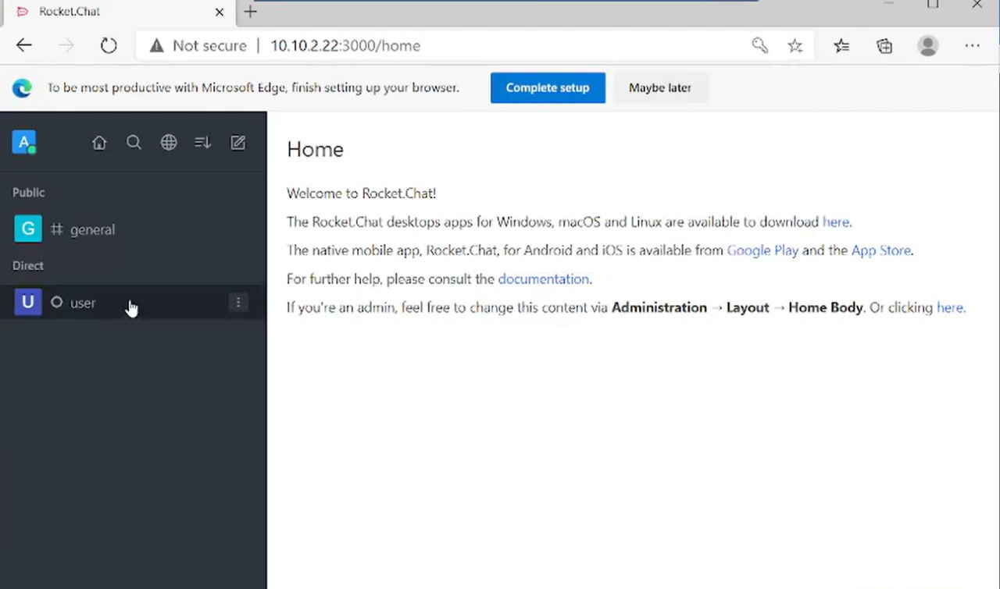 Rocket.Chat
Not secure | 10.10.2.22:3000/home
To be most productive with Microsoft Edge, finish setting up your browser.
Complete setup
Maybe later
A
Home
Welcome to Rocket.Chat!
Public
The Rocket.Chat desktops apps for Windows, macOS and Linux are available to download here.
G # general
The native mobile app, Rocket.Chat, for Android and iOS is available from Google Play and the App Store.
Direct
For further help, please consult the documentation.
U user
If you're an admin, feel free to change this content via Administration → Layout → Home Body. Or clicking here.